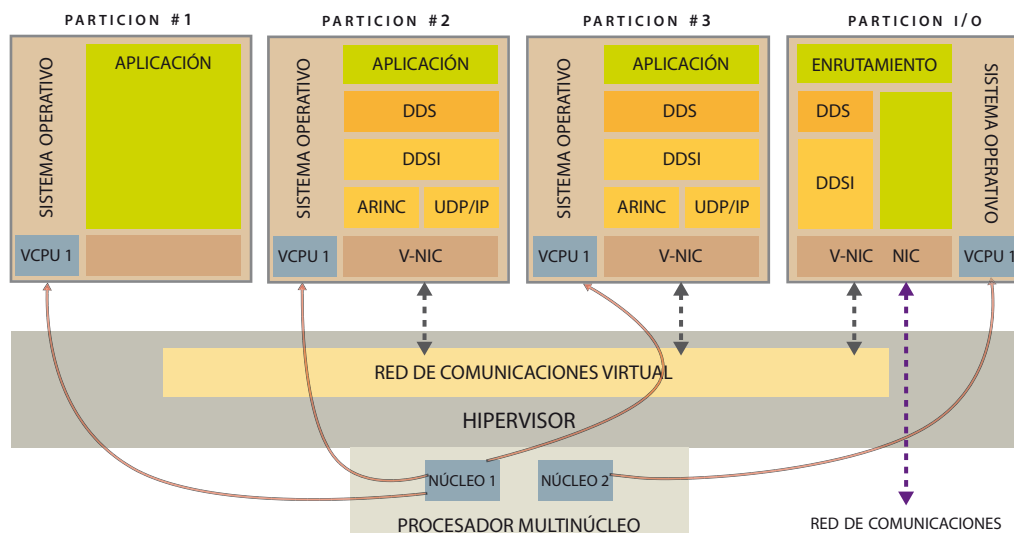 PARTICION #1
PARTICION #2
PARTICION #3
PARTITION I/O
SISTEMA OPERATIVO
APLICACIÓN
VCPU 1
SISTEMA OPERATIVO
APLICACIÓN
DDS
DDSI
ARINC
UDP/IP
VCPU 1
V-NIC
SISTEMA OPERATIVO
APLICACIÓN
DDS
DDSI
ARINC
UDP/IP
VCPU 1
V-NIC
ENRUTAMIENTO
DDS
DDSI
SISTEMA OPERATIVO
V-NIC
NIC
VCPU 1
RED DE COMUNICACIONES VIRTUAL
HIPERVISOR
NÚCLEO 1
NÚCLEO 2
PROCESADOR MULTINÚCLEO
RED DE COMUNICACIONES